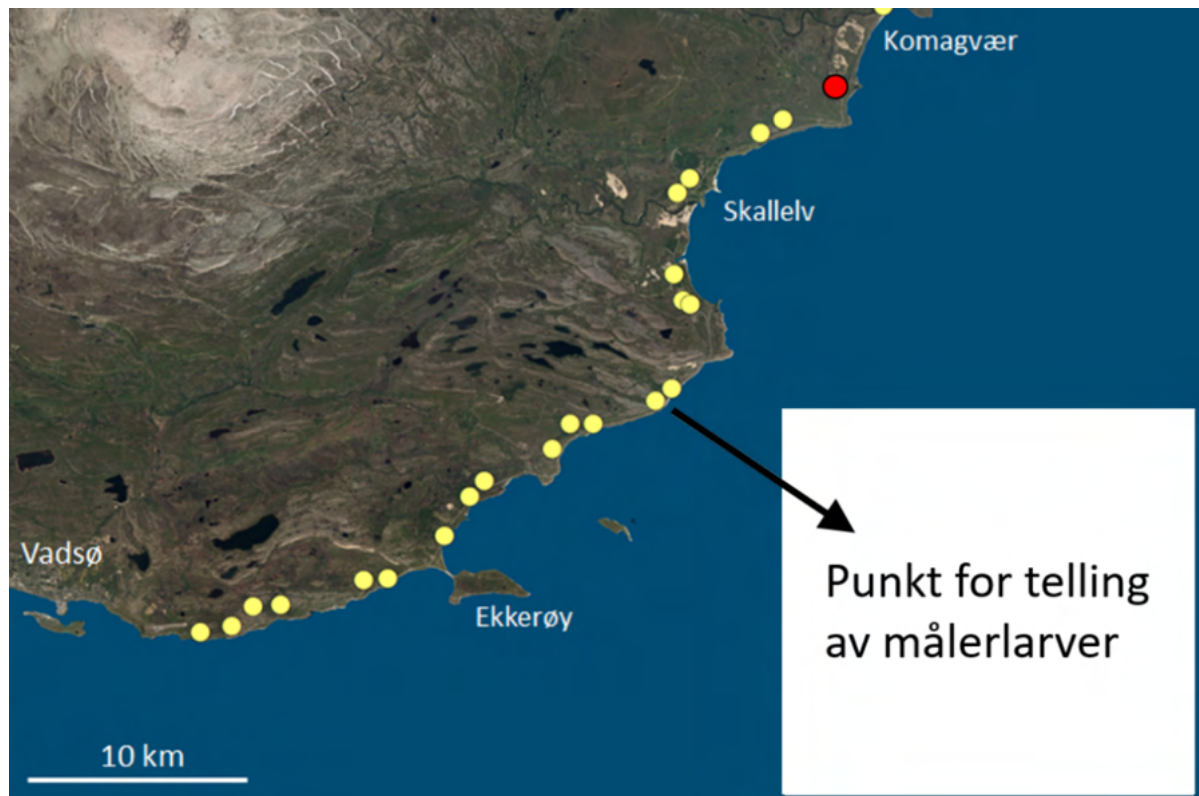 Komagvær
Skallelv
Vadsø
Ekkerøy
Punkt for telling
av målerlarver
10 km